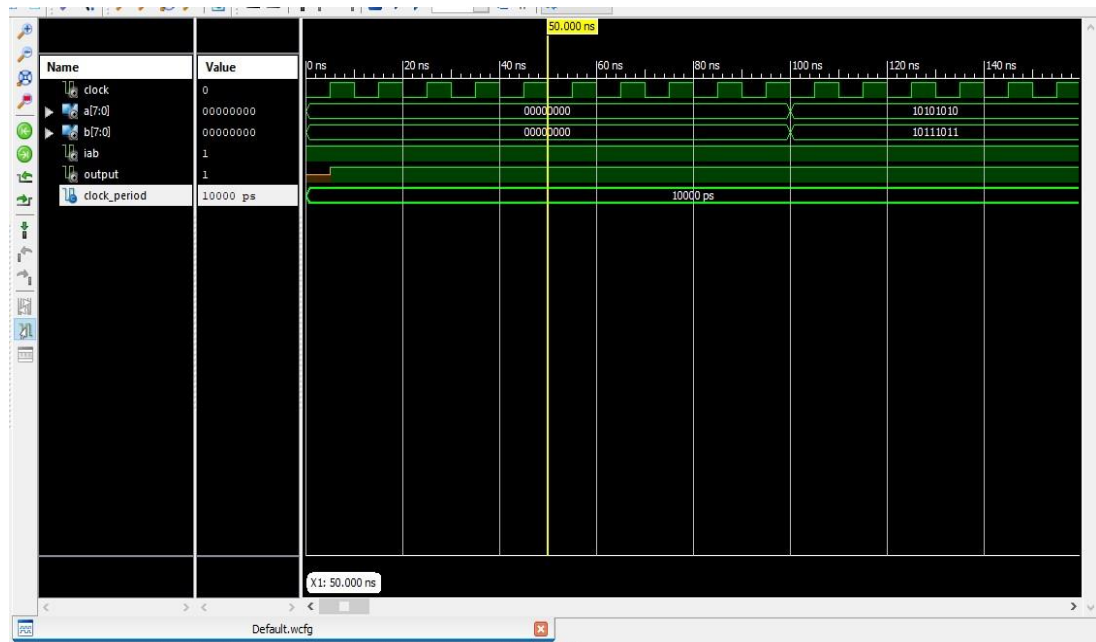 50.000 ns
Name Value 0 ns 20 ns 40 ns 60 ns 80 ns 100 ns 120 ns 140 ns
clock 0
a[7:0] 00000000 00000000 10101010
b[7:0] 00000000 00000000 10111011
iab 1
output 1
clock_period 10000 ps 10000 ps
X1: 50.000 ns
Default.wcfg